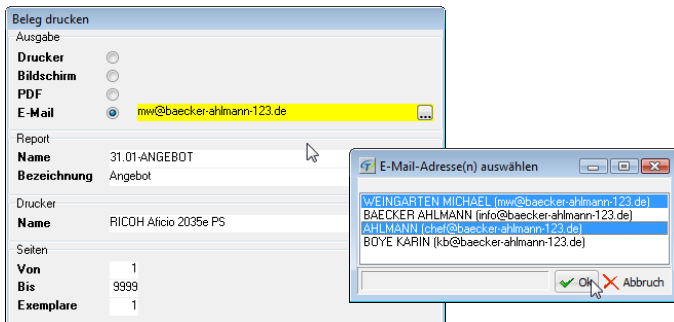 Beleg drucken
Ausgabe
Drucker
Bildschirm
PDF
E-Mail mw@baecker-ahlmann-123.de ...
Report
Name 31.01-ANGEBOT
Bezeichnung Angebot
Drucker
Name RICOH Aficio 2035e PS
Seiten
Von 1
Bis 9999
Exemplare 1
E-Mail-Adresse(n) auswählen
WEINGARTEN MICHAEL (mw@baecker-ahlmann-123.de)
BAECKER AHLMANN (info@baecker-ahlmann-123.de)
AHLMANN (chef@baecker-ahlmann-123.de)
BOYE KARIN (kb@baecker-ahlmann-123.de)
Ok Abbruch